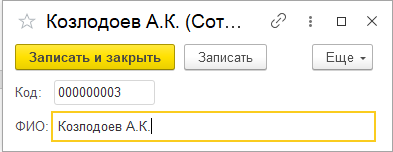 Козлодоев А.К. (Сот...
Записать и закрыть Записать Еще
Код: 000000003
ФИО: Козлодоев А.К.